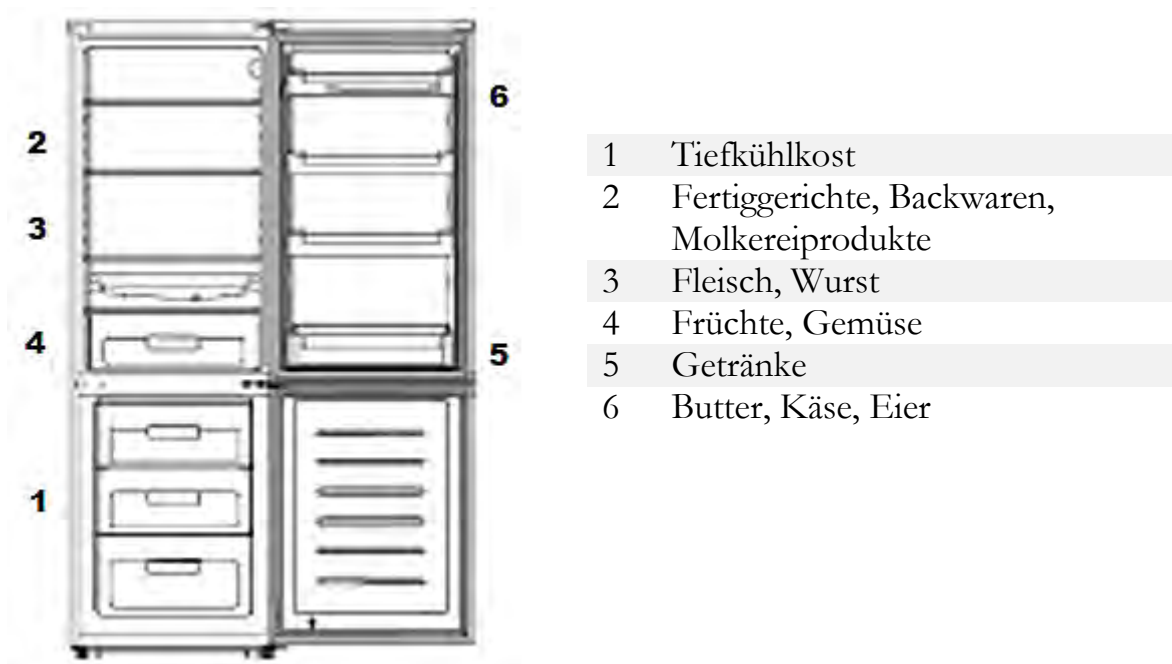 6
2
3
4
5
1
1 Tiefkühlkost
2 Fertiggerichte, Backwaren,
Molkereiprodukte
3 Fleisch, Wurst
4 Früchte, Gemüse
5 Getränke
6 Butter, Käse, Eier